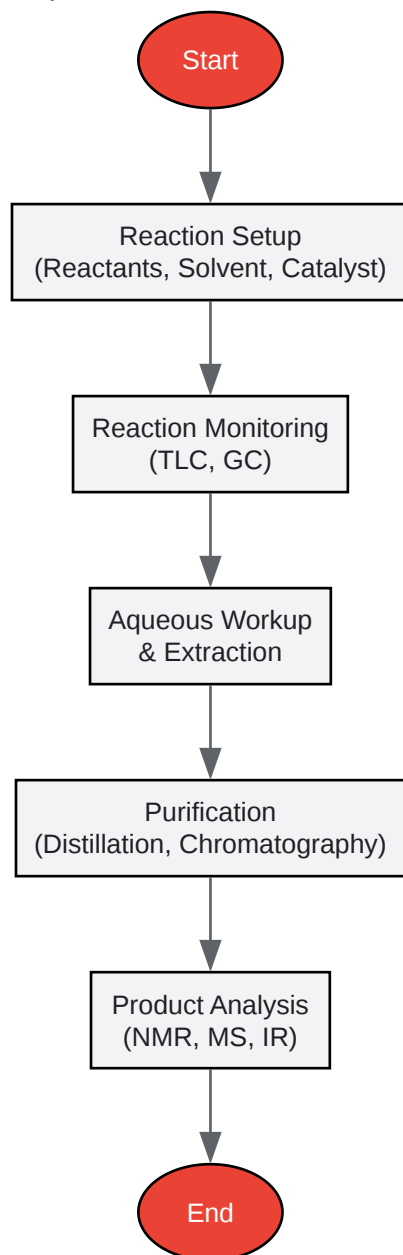 Start
Reaction Setup
(Reactants, Solvent, Catalyst)
Reaction Monitoring
(TLC, GC)
Aqueous Workup
& Extraction
Purification
(Distillation, Chromatography)
Product Analysis
(NMR, MS, IR)
End